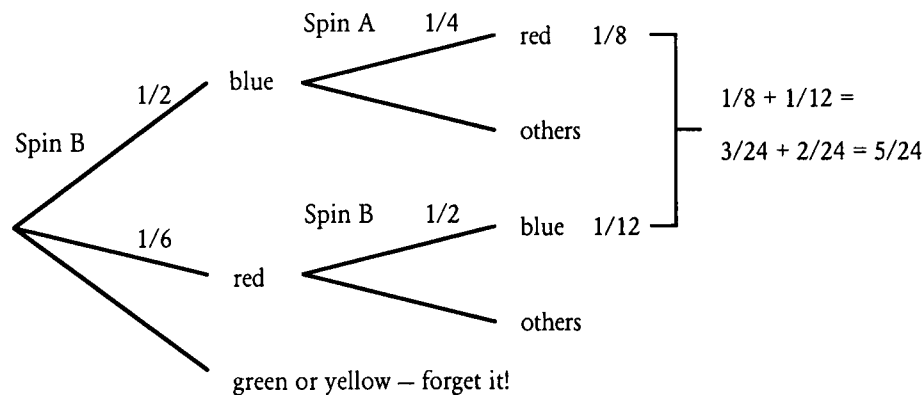 Spin A
1/4
red 1/8
1/2
blue
1/8 + 1/12 =
Spin B
others
3/24 + 2/24 = 5/24
Spin B
1/2
blue 1/12
1/6
red
others
green or yellow – forget it!